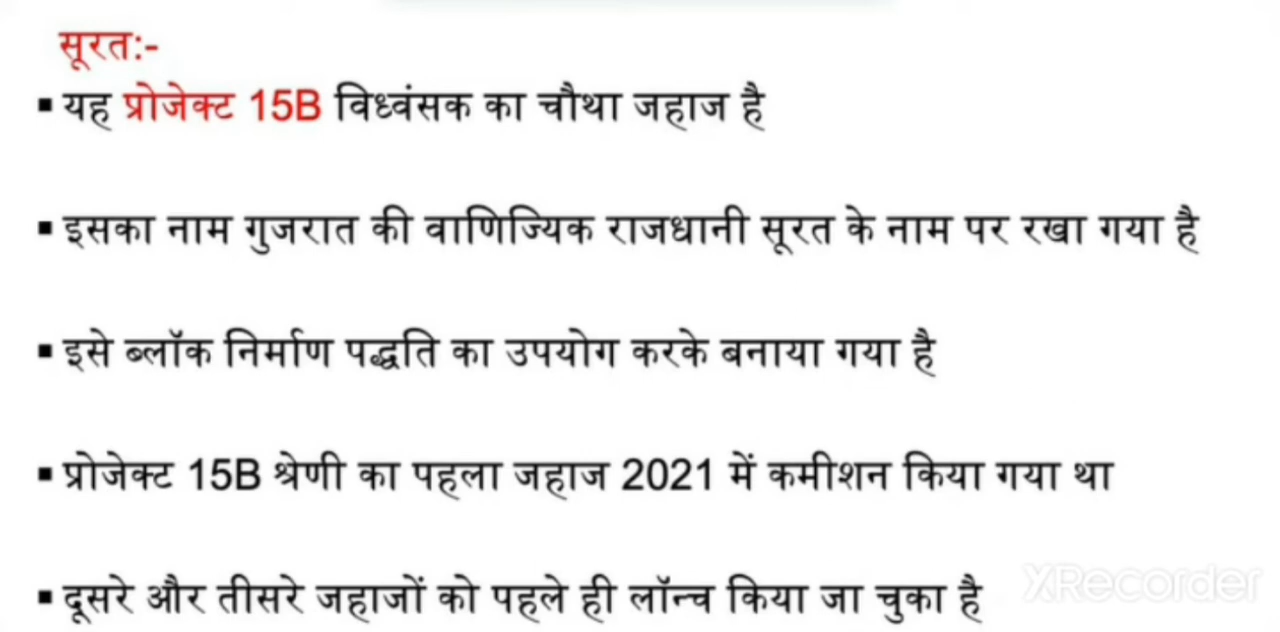 सूरत:-
▪ यह प्रोजेक्ट 15B विध्वंसक का चौथा जहाज है
▪ इसका नाम गुजरात की वाणिज्यिक राजधानी सूरत के नाम पर रखा गया है
▪ इसे ब्लॉक निर्माण पद्धति का उपयोग करके बनाया गया है
▪ प्रोजेक्ट 15B श्रेणी का पहला जहाज 2021 में कमीशन किया गया था
▪ दूसरे और तीसरे जहाजों को पहले ही लॉन्च किया जा चुका है
XRecorder